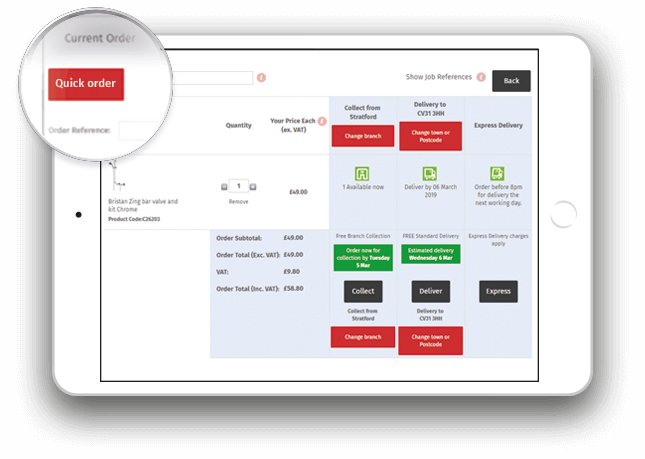 Current Order
Quick order
Order Reference:
Show Job References
Back
Quantity
Your Price Each
(ex. VAT)
Collect from
Stratford
Change branch
Delivery to
CV31 3HH
Change town or
Postcode
Express Delivery
Bristan Zing bar valve and
kit Chrome
Product Code:C26203
1
Remove
£49.00
1 Available now
Deliver by 06 March
2019
Order before 8pm
for delivery the
next working day.
Order Subtotal: £49.00
Order Total (Exc. VAT): £49.00
VAT: £9.80
Order Total (Inc. VAT): £58.80
Free Branch Collection
Order now for
collection by Tuesday
5 Mar
Collect
Collect from
Stratford
Change branch
FREE Standard Delivery
Estimated delivery
Wednesday 6 Mar
Deliver
Delivery to
CV31 3HH
Change town or
Postcode
Express Delivery charges
apply
Express